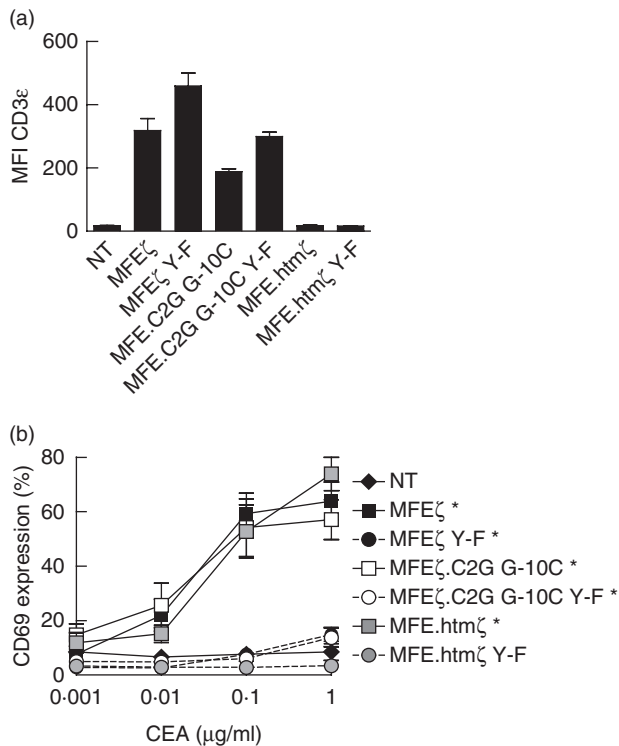 (a)
600
400
200
0
MFI CD3ε
NT
MFEζ
MFEζ Y-F
MFE.C2G G-10C
MFE.C2G G-10C Y-F
MFE.htmζ
MFE.htmζ Y-F
(b)
80
60
40
20
0
CD69 expression (%)
0·001 0·01 0·1 1
CEA (μg/ml)
NT
MFEζ *
MFEζ Y-F *
MFEζ.C2G G-10C *
MFEζ.C2G G-10C Y-F *
MFE.htmζ *
MFE.htmζ Y-F